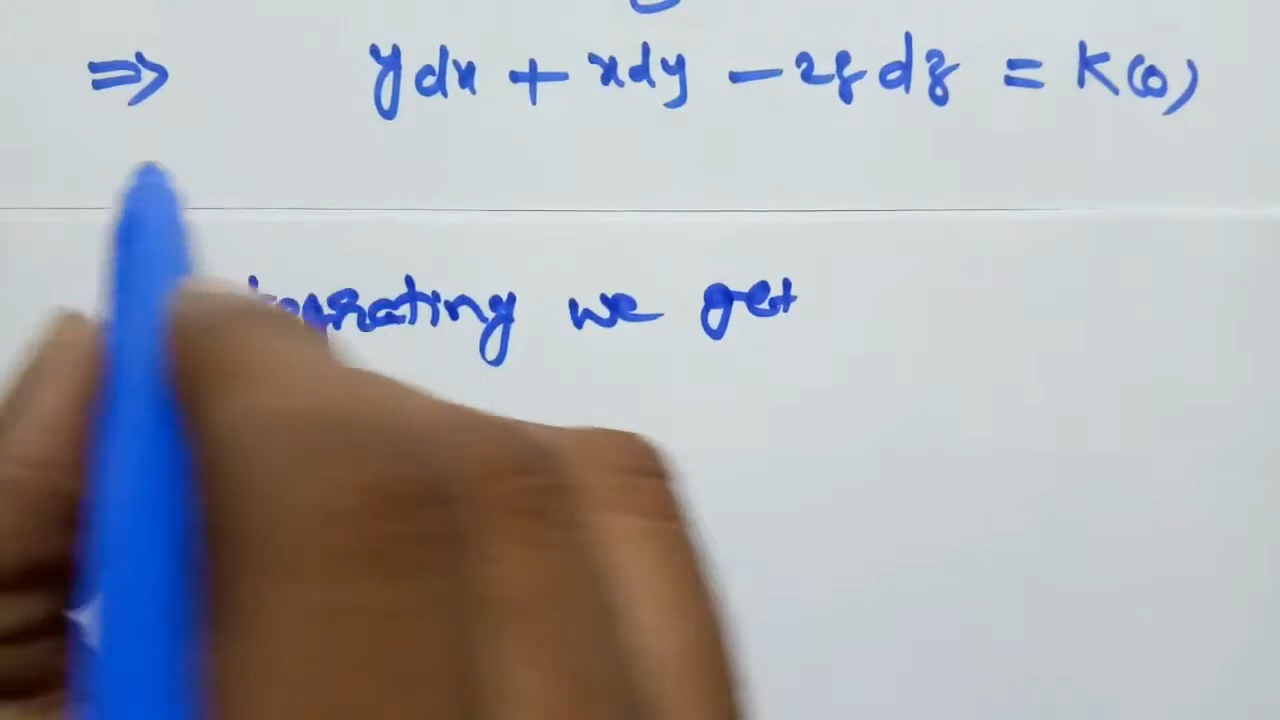 ⇒ ydx + xdy - 2zdz = K(0)
we get